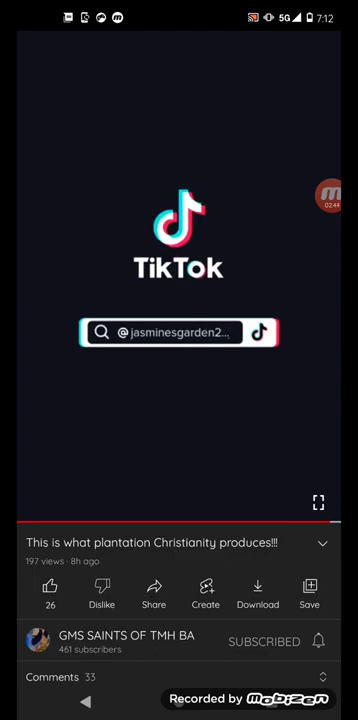 5G 7:12
02:44
TikTok
@jasminesgarden2...
This is what plantation Christianity produces!!!
197 views · 8h ago
26 Dislike Share Create Download Save
GMS SAINTS OF TMH BA
SUBSCRIBED
461 subscribers
Comments 33
Recorded by mobizen